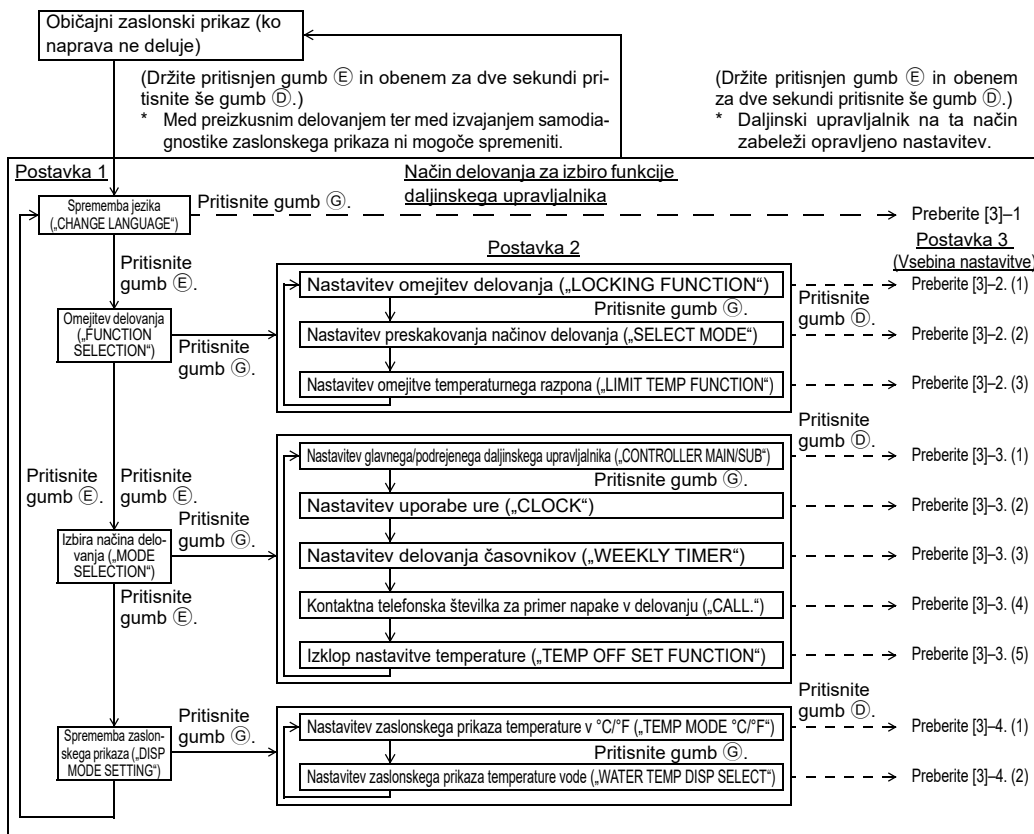 Običajni zaslonski prikaz (ko
naprava ne deluje)
(Držite pritisnjen gumb Ⓔ in obenem za dve sekundi pri-
tisnite še gumb Ⓓ.)
* Med preizkusnim delovanjem ter med izvajanjem samodia-
gnostike zaslonskega prikaza ni mogoče spremeniti.
(Držite pritisnjen gumb Ⓔ in obenem
za dve sekundi pritisnite še gumb Ⓓ.)
* Daljinski upravljalnik na ta način
zabeleži opravljeno nastavitev.
Postavka 1
Način delovanja za izbiro funkcije
daljinskega upravljalnika
Sprememba jezika
(„CHANGE LANGUAGE“)
Pritisnite gumb Ⓖ.
Preberite [3]–1
Postavka 2
Postavka 3
(Vsebina nastavitve)
Pritisnite
gumb Ⓔ.
Omejitev delovanja
(„FUNCTION
SELECTION“)
Pritisnite
gumb Ⓖ.
Nastavitev omejitev delovanja („LOCKING FUNCTION“)
Preberite [3]–2. (1)
Pritisnite gumb Ⓖ.
Pritisnite
gumb Ⓓ.
Nastavitev preskakovanja načinov delovanja („SELECT MODE“)
Preberite [3]–2. (2)
Nastavitev omejitve temperaturnega razpona („LIMIT TEMP FUNCTION“)
Preberite [3]–2. (3)
Pritisnite
gumb Ⓓ.
Pritisnite
gumb Ⓔ.
Pritisnite
gumb Ⓔ.
Izbira načina delo-
vanja („MODE
SELECTION“)
Pritisnite
gumb Ⓖ.
Nastavitev glavnega/podrejenega daljinskega upravljalnika („CONTROLLER MAIN/SUB“)
Preberite [3]–3. (1)
Pritisnite gumb Ⓖ.
Nastavitev uporabe ure („CLOCK“)
Preberite [3]–3. (2)
Nastavitev delovanja časovnikov („WEEKLY TIMER“)
Preberite [3]–3. (3)
Kontaktna telefonska številka za primer napake v delovanju („CALL.“)
Preberite [3]–3. (4)
Izklop nastavitve temperature („TEMP OFF SET FUNCTION“)
Preberite [3]–3. (5)
Pritisnite
gumb Ⓔ.
Pritisnite
gumb Ⓓ.
Sprememba zaslon-
skega prikaza („DISP
MODE SETTING“)
Pritisnite
gumb Ⓖ.
Nastavitev zaslonskega prikaza temperature v °C/°F („TEMP MODE °C/°F“)
Preberite [3]–4. (1)
Pritisnite gumb Ⓖ.
Nastavitev zaslonskega prikaza temperature vode („WATER TEMP DISP SELECT“)
Preberite [3]–4. (2)